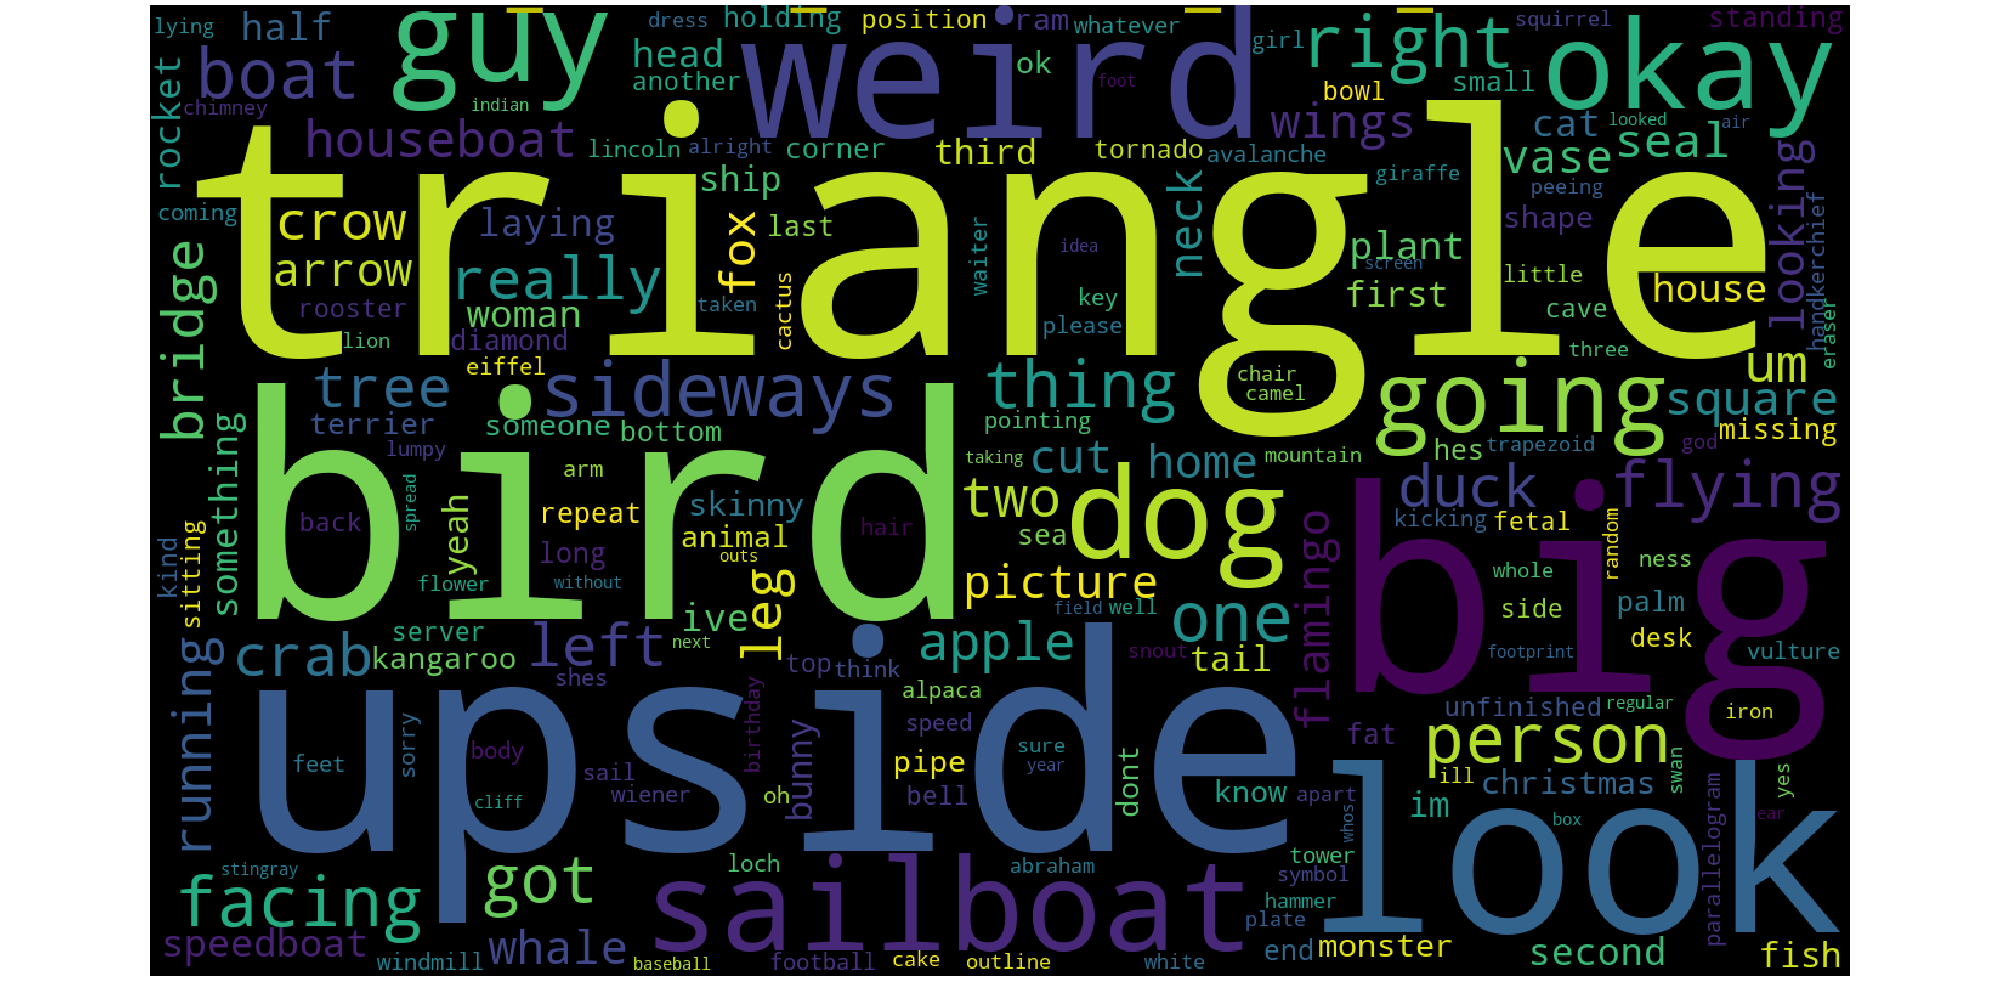 lying
half
guy
dress
holding
position
ram
whatever
squirrel
standing
boat
head
another
weird
girl
right
okay
ok
foot
small
bowl
rocket
chimney
indian
houseboat
lincoln
alright
corner
third
tornado
avalanche
wings
cat
looked
air
vase
seal
looking
ship
giraffe
peeing
triangle
coming
crow
laying
fox
last
waiter
idea
neck
plant
shape
handkerchief
bridge
arrow
really
screen
little
rooster
woman
taken
cactus
key
first
house
cave
lion
diamond
please
eraser
eiffel
three
um
tree
sideways
thing
chair
camel
going
square
something
terrier
someone
bottom
pointing
missing
lumpy
taking
cut
home
mountain
hes
trapezoid
god
bird
arm
skinny
two
dog
duck
flying
spread
yeah
repeat
back
hair
animal
sea
flamingo
kicking
fetal
random
kind
sitting
long
outs
big
ness
flower
without
leg
picture
whole
side
palm
field
well
server
left
ive
one
desk
crab
kangaroo
next
apple
snout
tail
footprint
vulture
running
shes
top
think
upside
alpaca
unfinished
regular
sorry
birthday
bunny
speed
iron
feet
body
sure
fat
person
year
sail
pipe
dont
swan
yes
wiener
oh
bell
know
apart
im
ill
christmas
cliff
whos
look
box
ear
parallelogram
stingray
facing
got
loch
abraham
tower
symbol
sailboat
hammer
plate
speedboat
whale
end
monster
second
fish
windmill
baseball
football
cake
outline
white